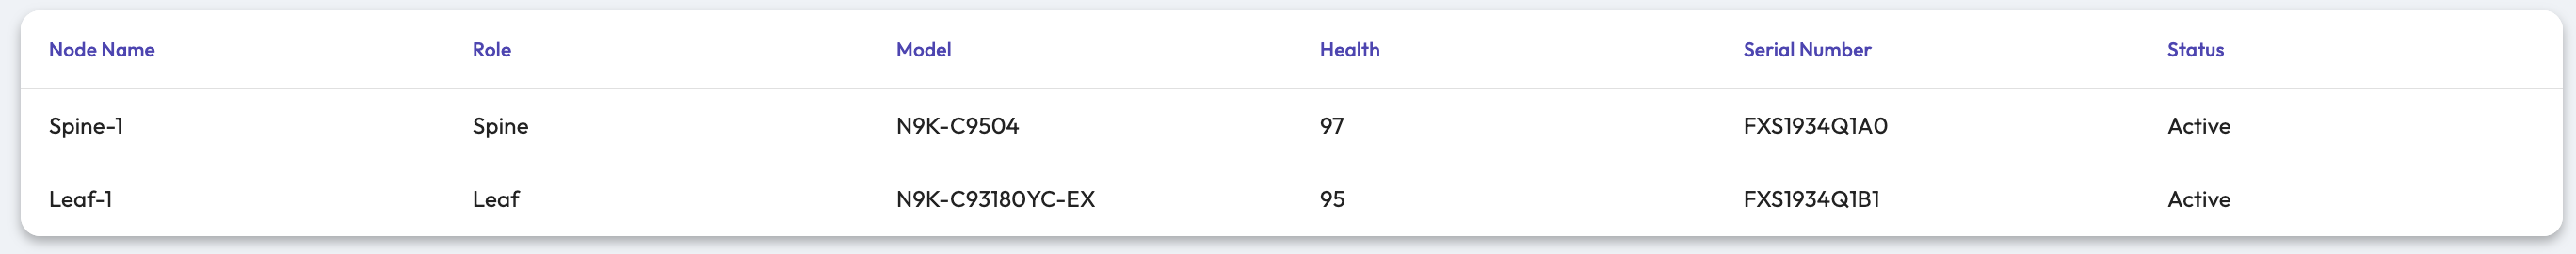 Node Name Role Model Health Serial Number Status
Spine-1 Spine N9K-C9504 97 FXS1934Q1A0 Active
Leaf-1 Leaf N9K-C93180YC-EX 95 FXS1934Q1B1 Active